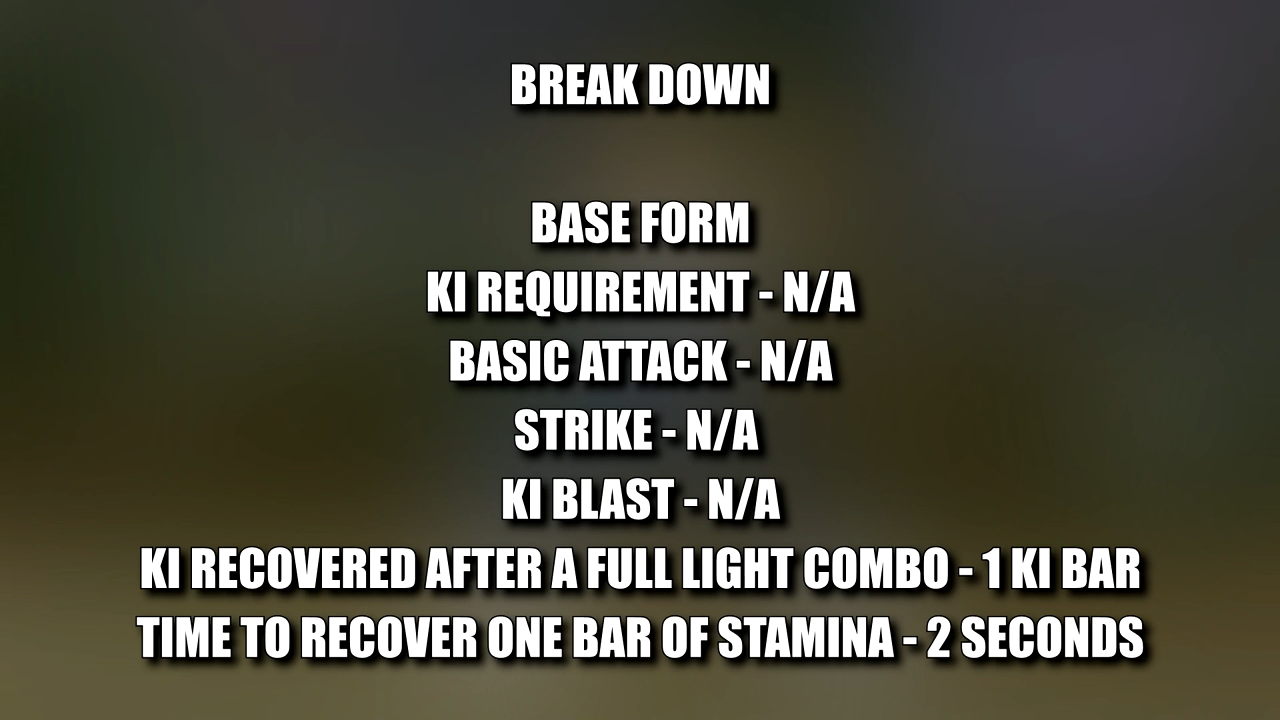 BREAK DOWN
BASE FORM
KI REQUIREMENT - N/A
BASIC ATTACK - N/A
STRIKE - N/A
KI BLAST - N/A
KI RECOVERED AFTER A FULL LIGHT COMBO - 1 KI BAR
TIME TO RECOVER ONE BAR OF STAMINA - 2 SECONDS